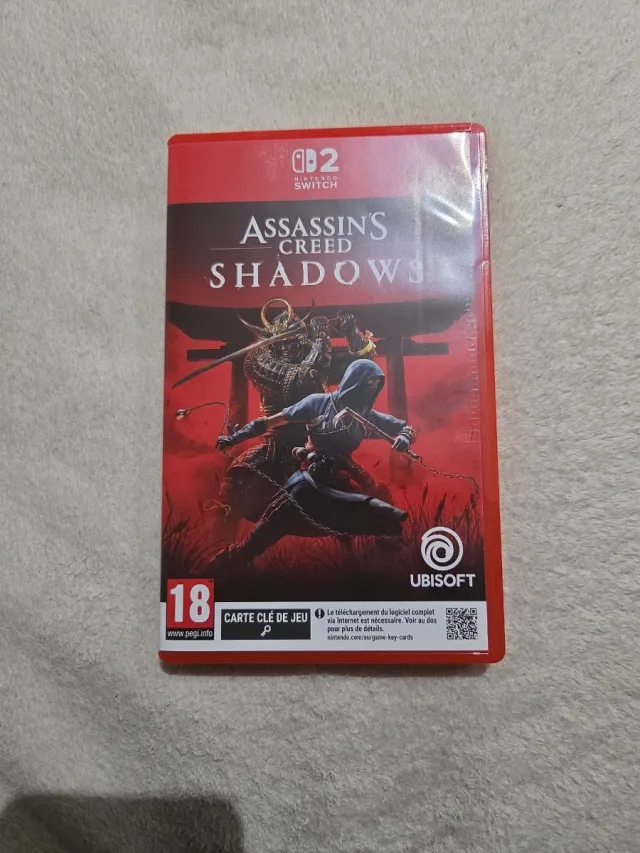 2
NINTENDO
SWITCH
ASSASSIN'S
CREED
SHADOWS
UBISOFT
18
www.pegi.info
CARTE CLÉ DE JEU
Le téléchargement du logiciel complet
via Internet est nécessaire. Voir au dos
pour plus de détails.
nintendo.com/eu/game-key-cards